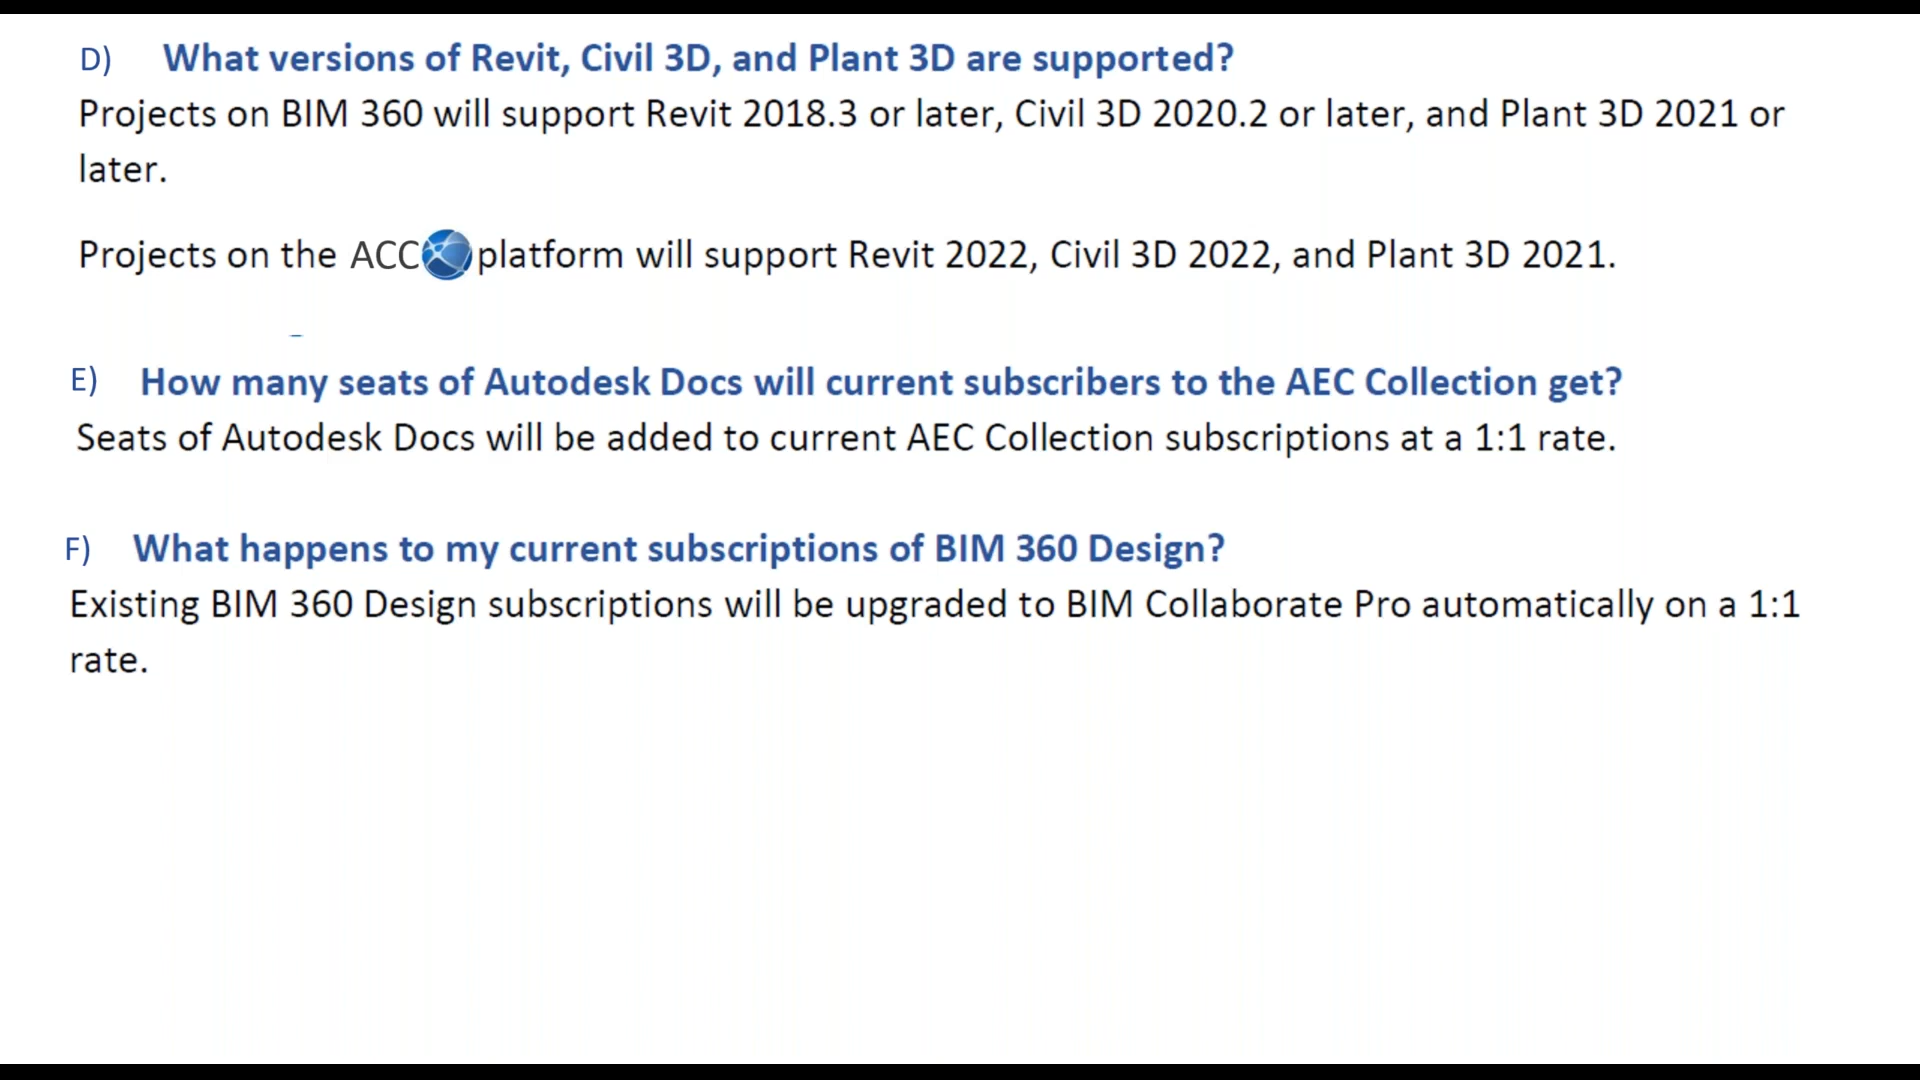 D) What versions of Revit, Civil 3D, and Plant 3D are supported?
Projects on BIM 360 will support Revit 2018.3 or later, Civil 3D 2020.2 or later, and Plant 3D 2021 or
later.
Projects on the ACC platform will support Revit 2022, Civil 3D 2022, and Plant 3D 2021.
E) How many seats of Autodesk Docs will current subscribers to the AEC Collection get?
Seats of Autodesk Docs will be added to current AEC Collection subscriptions at a 1:1 rate.
F) What happens to my current subscriptions of BIM 360 Design?
Existing BIM 360 Design subscriptions will be upgraded to BIM Collaborate Pro automatically on a 1:1
rate.